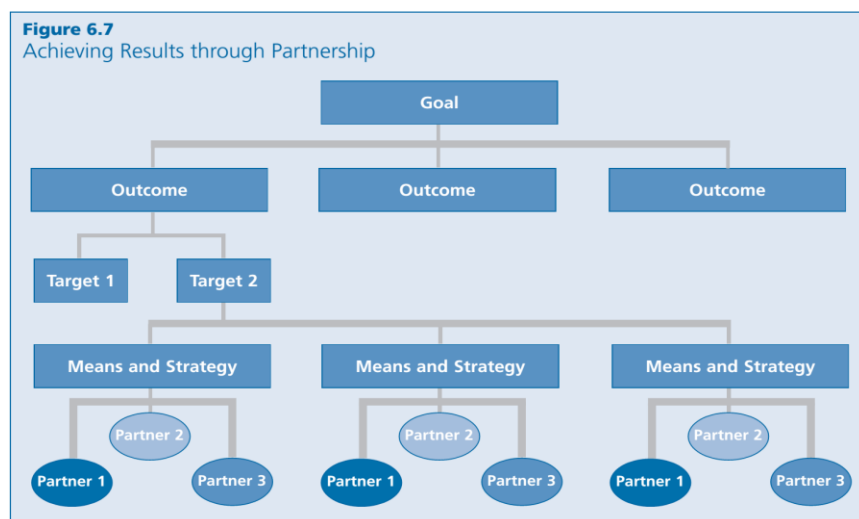 Figure 6.7
Achieving Results through Partnership
Goal
Outcome
Outcome
Outcome
Target 1
Target 2
Means and Strategy
Means and Strategy
Means and Strategy
Partner 2
Partner 2
Partner 2
Partner 1
Partner 3
Partner 1
Partner 3
Partner 1
Partner 3